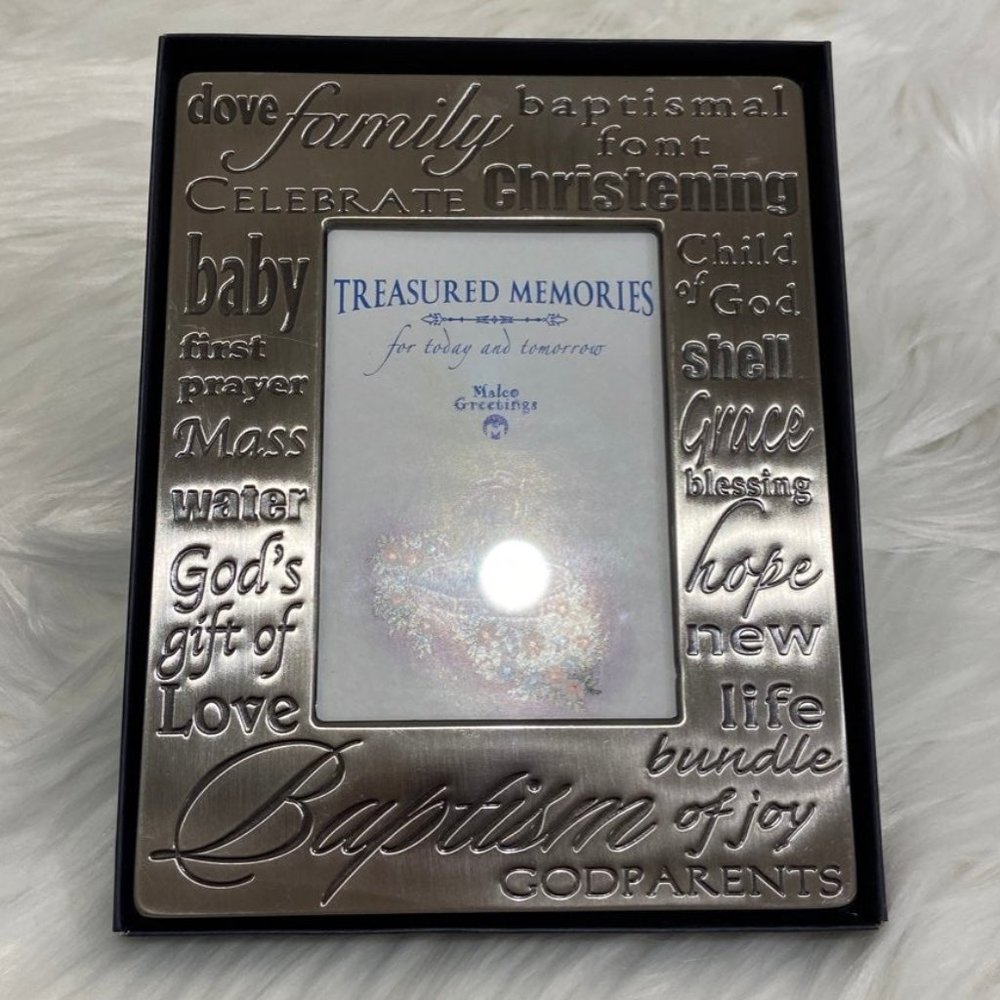 dove family baptismal
font
CELEBRATE Christening
baby
first
prayer
Mass
water
God's
gift of
Love
TREASURED MEMORIES
for today and tomorrow
Malco
Greetings
M
Child
of God
shell
Grace
blessing
hope
new
life
bundle
of joy
Baptism
GODPARENTS